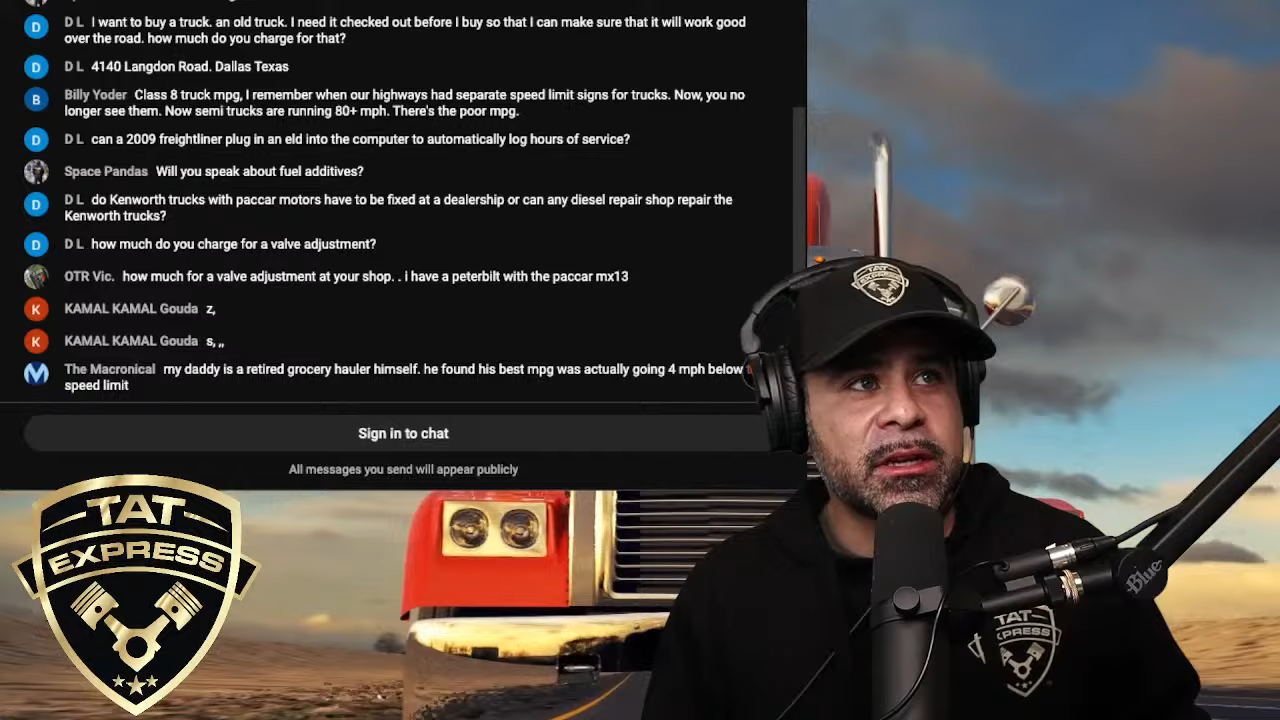 D L I want to buy a truck. an old truck. I need it checked out before I buy so that I can make sure that it will work good
over the road. how much do you charge for that?
D
D L 4140 Langdon Road. Dallas Texas
D
Billy Yoder Class 8 truck mpg, I remember when our highways had separate speed limit signs for trucks. Now, you no
longer see them. Now semi trucks are running 80+ mph. There's the poor mpg.
B
D L can a 2009 freightliner plug in an eld into the computer to automatically log hours of service?
D
Space Pandas Will you speak about fuel additives?
D L do Kenworth trucks with paccar motors have to be fixed at a dealership or can any diesel repair shop repair the
Kenworth trucks?
D
D L how much do you charge for a valve adjustment?
D
OTR Vic. how much for a valve adjustment at your shop. . i have a peterbilt with the paccar mx13
KAMAL KAMAL Gouda z,
K
KAMAL KAMAL Gouda s, ,,
K
The Macronical my daddy is a retired grocery hauler himself. he found his best mpg was actually going 4 mph below
speed limit
Sign in to chat
All messages you send will appear publicly
TAT
EXPRESS
TAT
EXPRESS
Blue
TAT
XPRESS